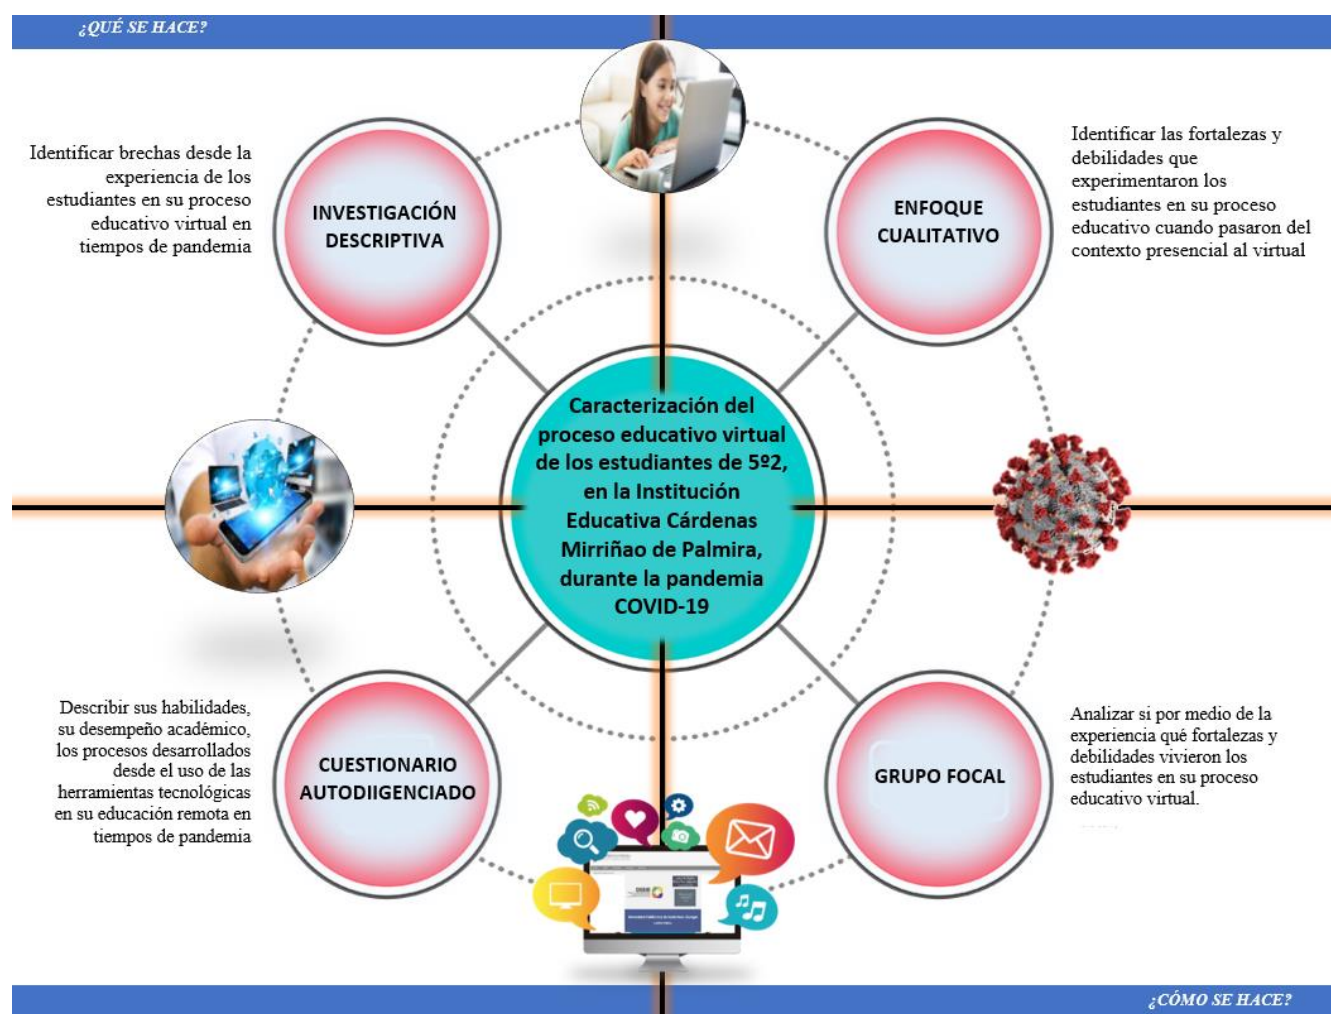 ¿QUÉ SE HACE?
Identificar brechas desde la
experiencia de los
estudiantes en su proceso
educativo virtual en
tiempos de pandemia
INVESTIGACIÓN
DESCRIPTIVA
ENFOQUE
CUALITATIVO
Identificar las fortalezas y
debilidades que
experimentaron los
estudiantes en su proceso
educativo cuando pasaron del
contexto presencial al virtual
Caracterización del
proceso educativo virtual
de los estudiantes de 5º2,
en la Institución
Educativa Cárdenas
Mirriñao de Palmira,
durante la pandemia
COVID-19
Describir sus habilidades,
su desempeño académico,
los procesos desarrollados
desde el uso de las
herramientas tecnológicas
en su educación remota en
tiempos de pandemia
CUESTIONARIO
AUTODIIGENCIADO
GRUPO FOCAL
Analizar si por medio de la
experiencia qué fortalezas y
debilidades vivieron los
estudiantes en su proceso
educativo virtual.
¿CÓMO SE HACE?